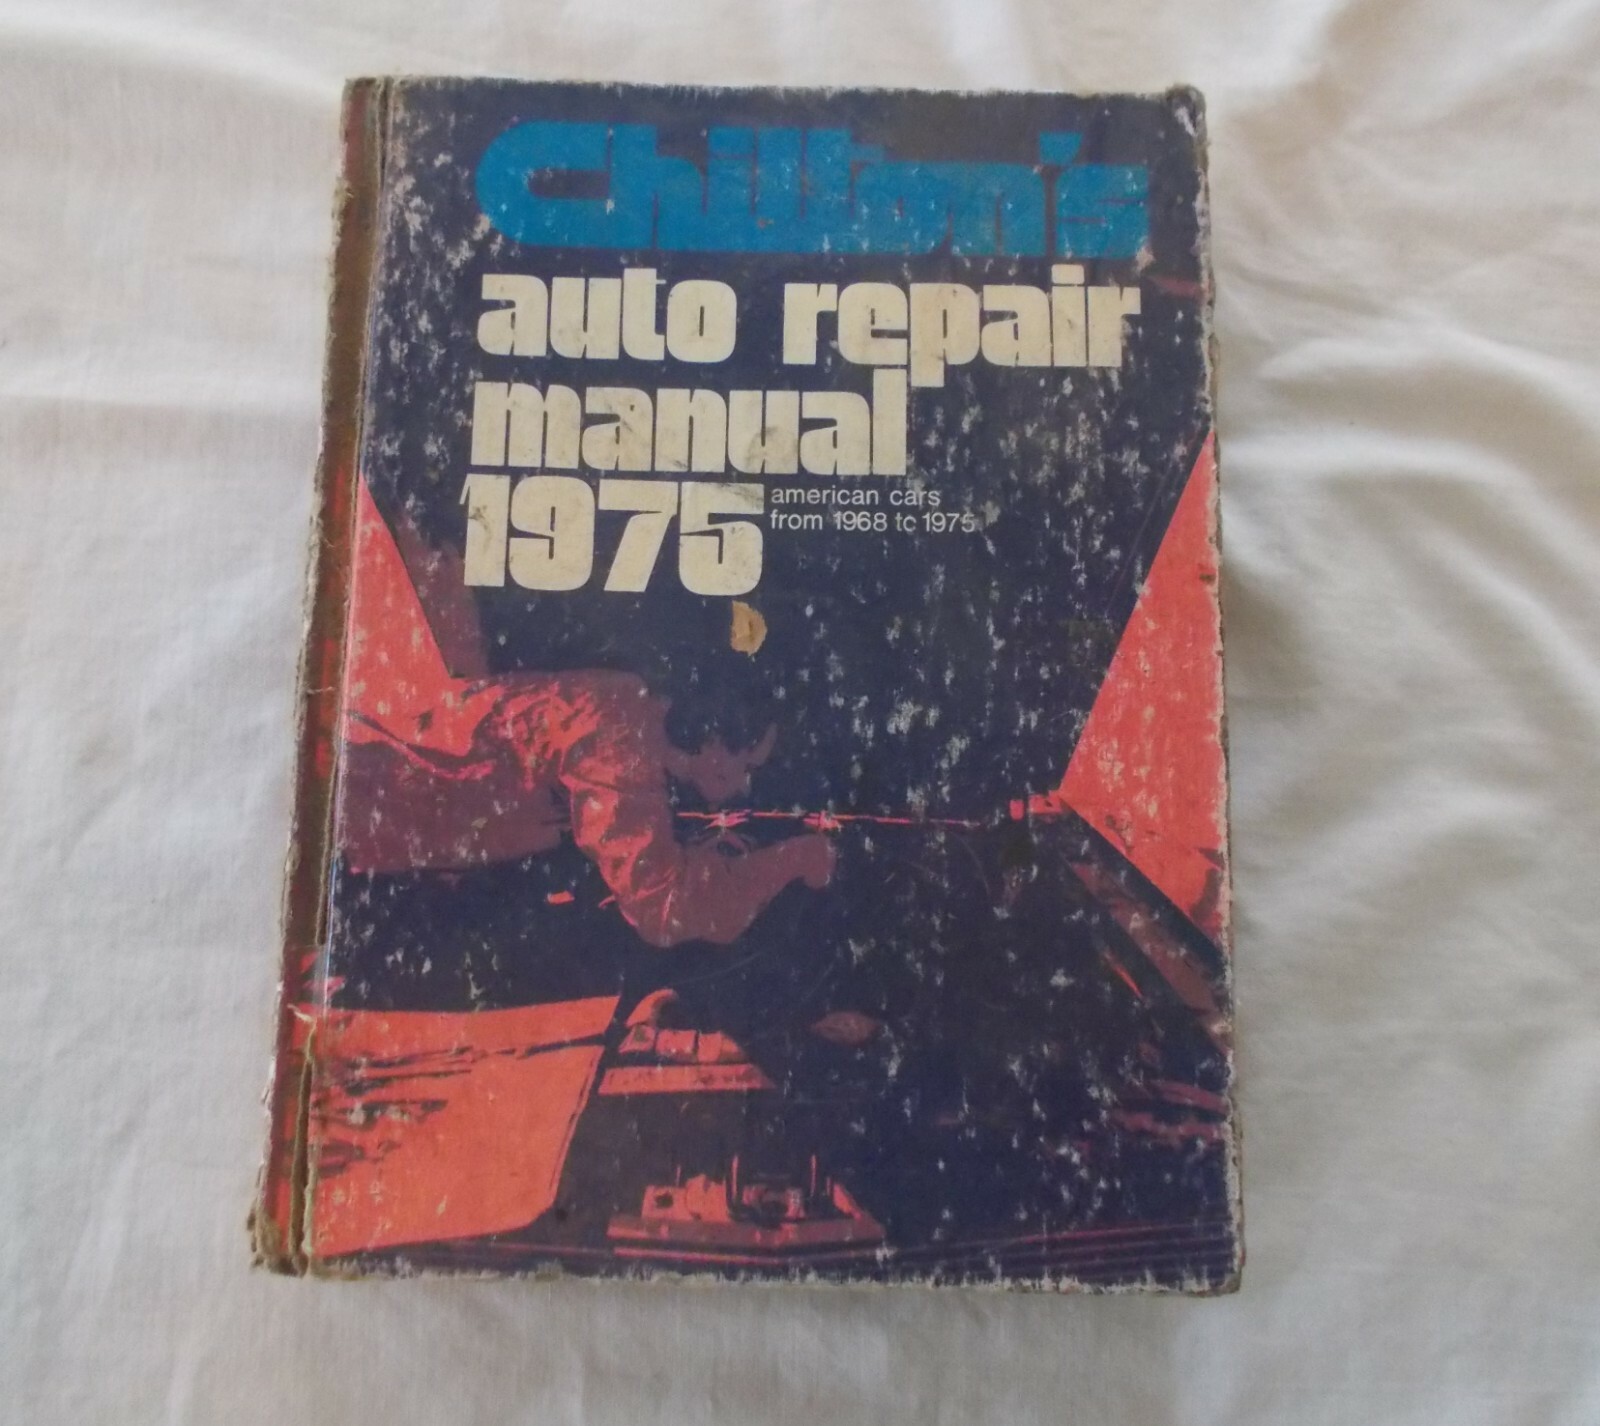 Chilton's
auto repair
manual
1975
american cars
from 1968 to 1975